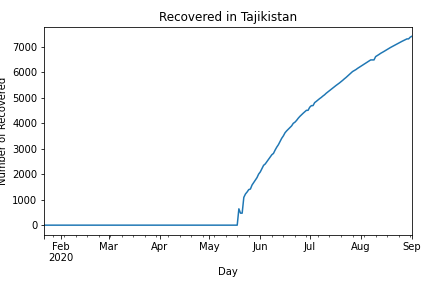 Recovered in Tajikistan
Number of Recovered
7000
6000
5000
4000
3000
2000
1000
0
Feb Mar Apr May Jun Jul Aug Sep
2020
Day